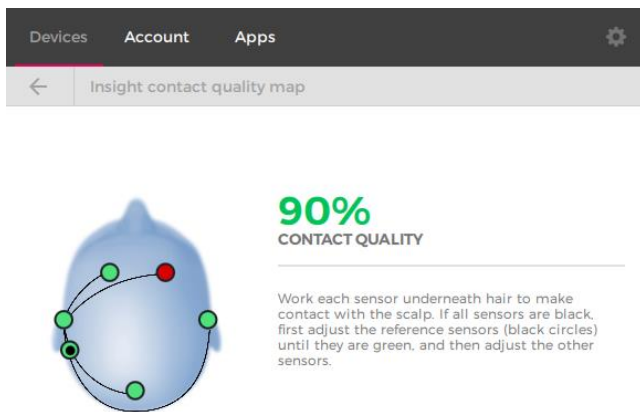 Devices Account Apps
Insight contact quality map
90%
CONTACT QUALITY
Work each sensor underneath hair to make
contact with the scalp. If all sensors are black,
first adjust the reference sensors (black circles)
until they are green, and then adjust the other
sensors.